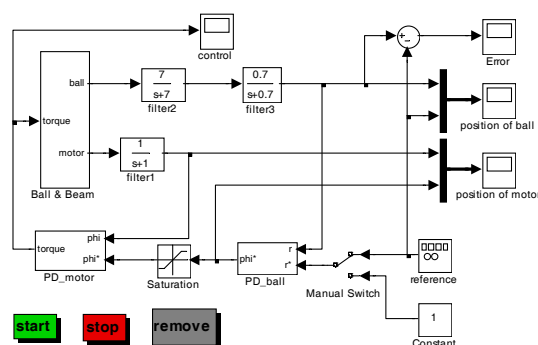 control
Error
ball
7
s+7
filter2
0.7
s+0.7
filter3
torque
position of ball
motor
1
s+1
filter1
Ball & Beam
position of motor
phi
torque
phi*
PD_motor
Saturation
r
phi*
r*
PD_ball
Manual Switch
reference
1
Constant
start
stop
remove